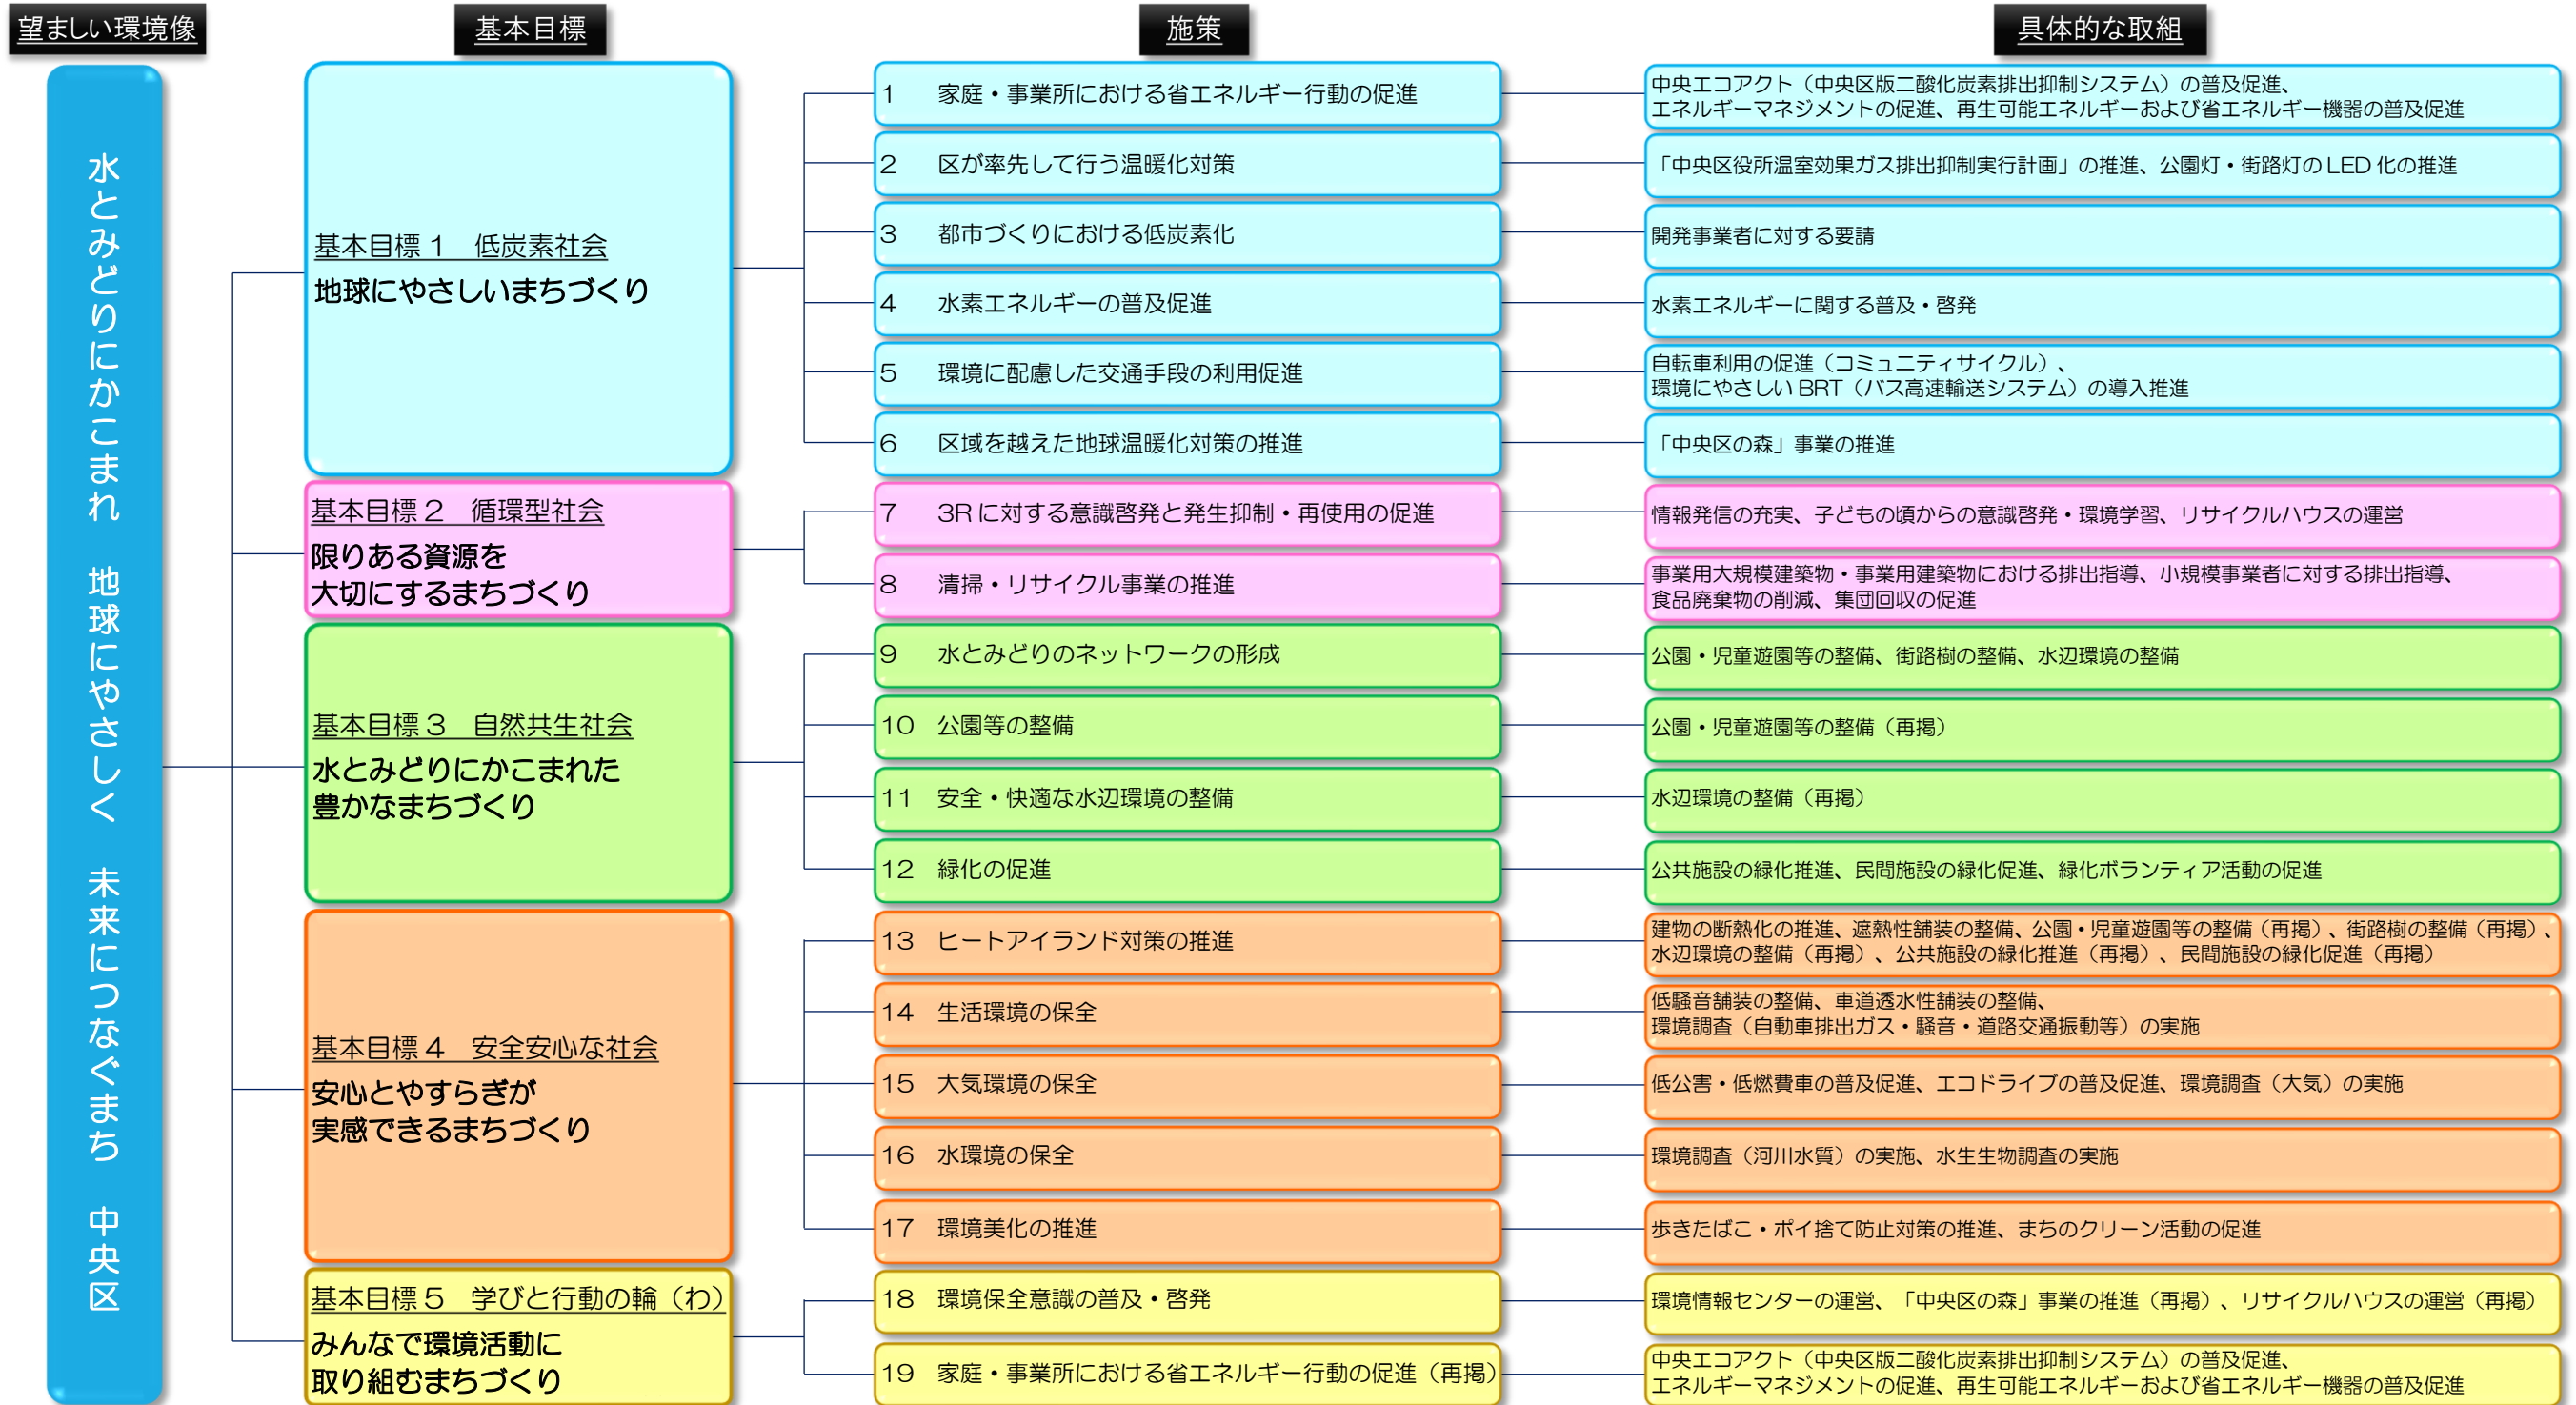 望ましい環境像
基本目標
施策
具体的な取組
水とみどりにかこまれ　地球にやさしく　未来につなぐまち　中央区
基本目標１　低炭素社会
地球にやさしいまちづくり
1　家庭・事業所における省エネルギー行動の促進
中央エコアクト（中央区版二酸化炭素排出抑制システム）の普及促進、
エネルギーマネジメントの促進、再生可能エネルギーおよび省エネルギー機器の普及促進
2　区が率先して行う温暖化対策
「中央区役所温室効果ガス排出抑制実行計画」の推進、公園灯・街路灯のLED化の推進
3　都市づくりにおける低炭素化
開発事業者に対する要請
4　水素エネルギーの普及促進
水素エネルギーに関する普及・啓発
5　環境に配慮した交通手段の利用促進
自転車利用の促進（コミュニティサイクル）、
環境にやさしいBRT（バス高速輸送システム）の導入推進
6　区域を越えた地球温暖化対策の推進
「中央区の森」事業の推進
基本目標２　循環型社会
限りある資源を
大切にするまちづくり
7　3Rに対する意識啓発と発生抑制・再使用の促進
情報発信の充実、子どもの頃からの意識啓発・環境学習、リサイクルハウスの運営
8　清掃・リサイクル事業の推進
事業用大規模建築物・事業用建築物における排出指導、小規模事業者に対する排出指導、
食品廃棄物の削減、集団回収の促進
基本目標３　自然共生社会
水とみどりにかこまれた
豊かなまちづくり
9　水とみどりのネットワークの形成
公園・児童遊園等の整備、街路樹の整備、水辺環境の整備
10　公園等の整備
公園・児童遊園等の整備（再掲）
11　安全・快適な水辺環境の整備
水辺環境の整備（再掲）
12　緑化の促進
公共施設の緑化推進、民間施設の緑化促進、緑化ボランティア活動の促進
基本目標４　安全安心な社会
安心とやすらぎが
実感できるまちづくり
13　ヒートアイランド対策の推進
建物の断熱化の推進、遮熱性舗装の整備、公園・児童遊園等の整備（再掲）、街路樹の整備（再掲）、
水辺環境の整備（再掲）、公共施設の緑化推進（再掲）、民間施設の緑化促進（再掲）
14　生活環境の保全
低騒音舗装の整備、車道透水性舗装の整備、
環境調査（自動車排出ガス・騒音・道路交通振動等）の実施
15　大気環境の保全
低公害・低燃費車の普及促進、エコドライブの普及促進、環境調査（大気）の実施
16　水環境の保全
環境調査（河川水質）の実施、水生生物調査の実施
17　環境美化の推進
歩きたばこ・ポイ捨て防止対策の推進、まちのクリーン活動の促進
基本目標５　学びと行動の輪（わ）
みんなで環境活動に
取り組むまちづくり
18　環境保全意識の普及・啓発
環境情報センターの運営、「中央区の森」事業の推進（再掲）、リサイクルハウスの運営（再掲）
19　家庭・事業所における省エネルギー行動の促進（再掲）
中央エコアクト（中央区版二酸化炭素排出抑制システム）の普及促進、
エネルギーマネジメントの促進、再生可能エネルギーおよび省エネルギー機器の普及促進